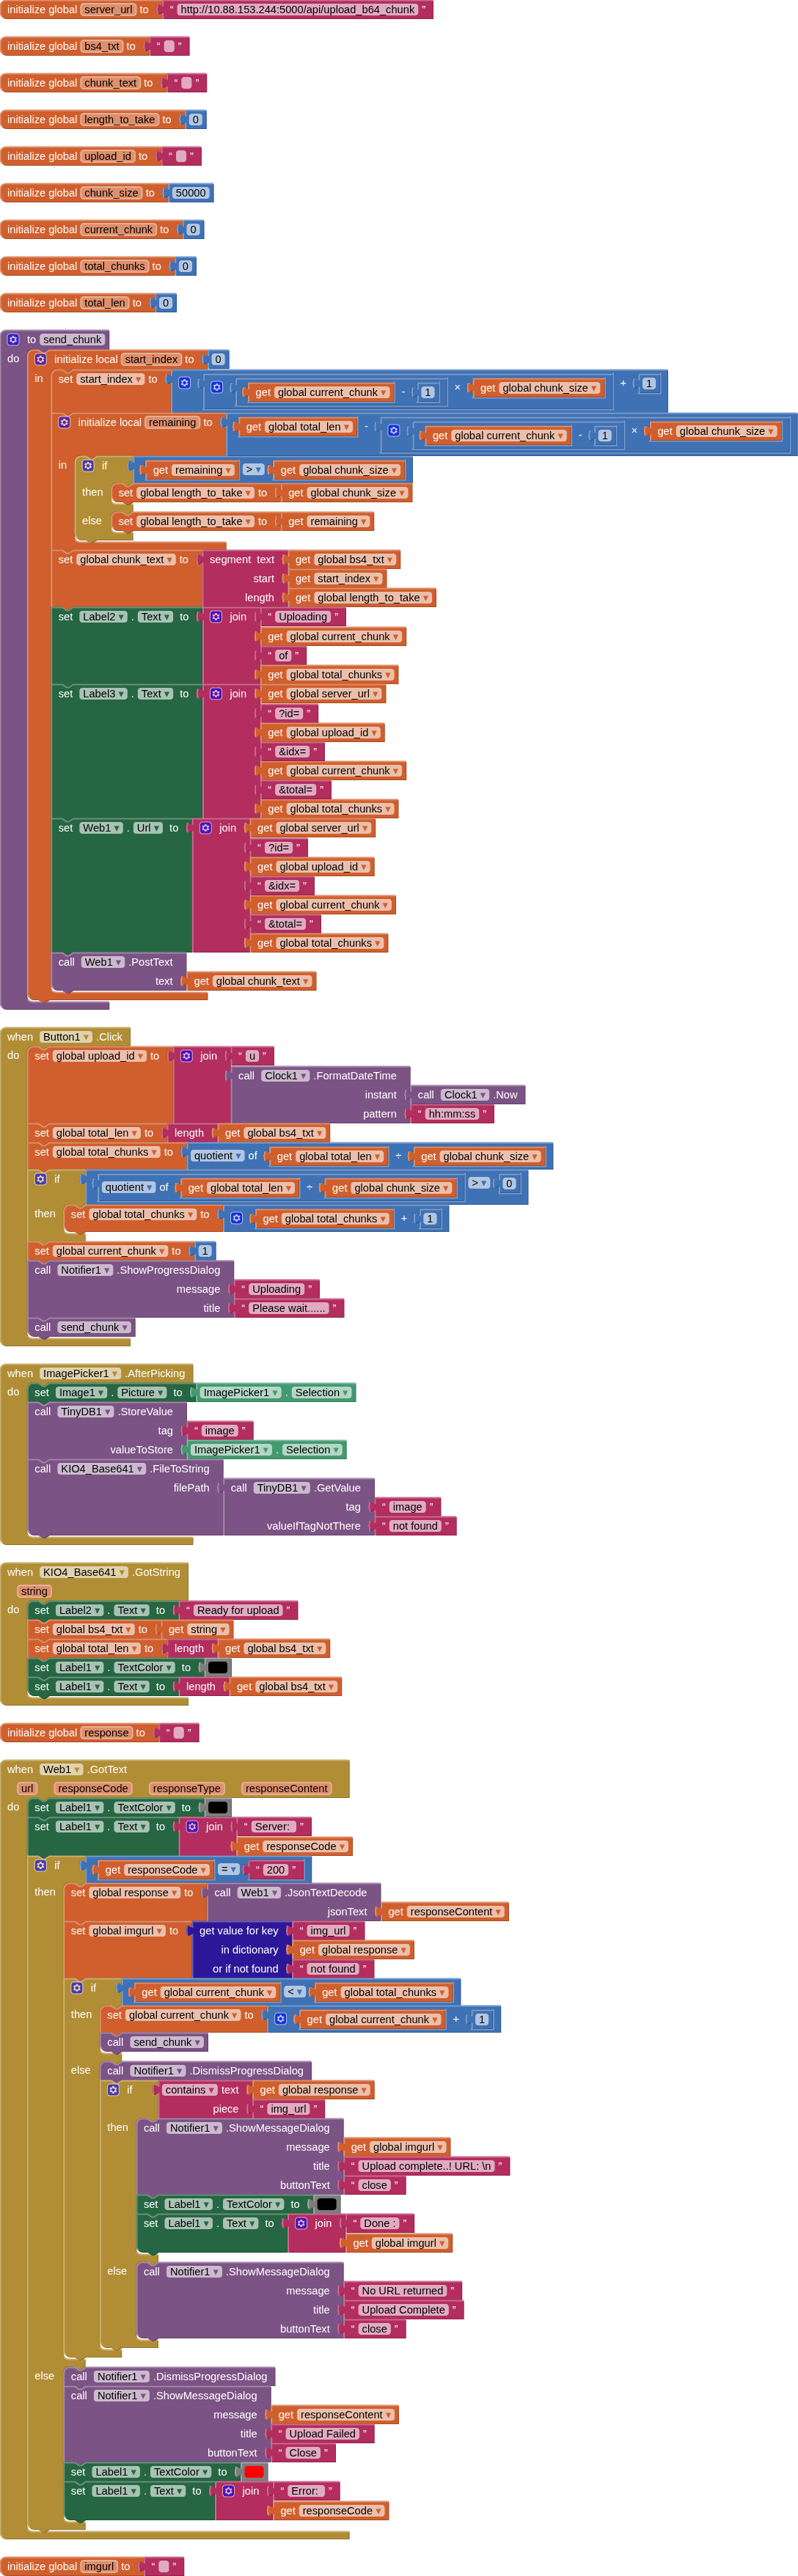 initialize global server_url to “ http://10.88.153.244:5000/api/upload_b64_chunk ”
initialize global bs4_txt to “ ”
initialize global chunk_text to “ ”
initialize global length_to_take to 0
initialize global upload_id to “ ”
initialize global chunk_size to 50000
initialize global current_chunk to 0
initialize global total_chunks to 0
initialize global total_len to 0
to send_chunk
do initialize local start_index to 0
in set start_index to get global current_chunk - 1 × get global chunk_size + 1
initialize local remaining to get global total_len - get global current_chunk - 1 × get global chunk_size
in if get remaining > get global chunk_size
then set global length_to_take to get global chunk_size
else set global length_to_take to get remaining
set global chunk_text to segment text get global bs4_txt
start get start_index
length get global length_to_take
set Label2 . Text to join “ Uploading ”
get global current_chunk
“ of ”
get global total_chunks
set Label3 . Text to join get global server_url
“ ?id= ”
get global upload_id
“ &idx= ”
get global current_chunk
“ &total= ”
get global total_chunks
set Web1 . Url to join get global server_url
“ ?id= ”
get global upload_id
“ &idx= ”
get global current_chunk
“ &total= ”
get global total_chunks
call Web1 .PostText
text get global chunk_text
when Button1 .Click
do set global upload_id to join “ u ”
call Clock1 .FormatDateTime
instant call Clock1 .Now
pattern “ hh:mm:ss ”
set global total_len to length get global bs4_txt
set global total_chunks to quotient of get global total_len ÷ get global chunk_size
if quotient of get global total_len ÷ get global chunk_size > 0
then set global total_chunks to get global total_chunks + 1
set global current_chunk to 1
call Notifier1 .ShowProgressDialog
message “ Uploading ”
title “ Please wait...... ”
call send_chunk
when ImagePicker1 .AfterPicking
do set Image1 . Picture to ImagePicker1 . Selection
call TinyDB1 .StoreValue
tag “ image ”
valueToStore ImagePicker1 . Selection
call KIO4_Base641 .FileToString
filePath call TinyDB1 .GetValue
tag “ image ”
valueIfTagNotThere “ not found ”
when KIO4_Base641 .GotString
string
do set Label2 . Text to “ Ready for upload ”
set global bs4_txt to get string
set global total_len to length get global bs4_txt
set Label1 . TextColor to
set Label1 . Text to length get global bs4_txt
initialize global response to “ ”
when Web1 .GotText
url responseCode responseType responseContent
do set Label1 . TextColor to
set Label1 . Text to join “ Server: ”
get responseCode
if get responseCode = “ 200 ”
then set global response to call Web1 .JsonTextDecode
jsonText get responseContent
set global imgurl to get value for key “ img_url ”
in dictionary get global response
or if not found “ not found ”
if get global current_chunk < get global total_chunks
then set global current_chunk to get global current_chunk + 1
call send_chunk
else call Notifier1 .DismissProgressDialog
if contains text get global response
piece “ img_url ”
then call Notifier1 .ShowMessageDialog
message get global imgurl
title “ Upload complete..! URL: \n ”
buttonText “ close ”
set Label1 . TextColor to
set Label1 . Text to join “ Done : ”
get global imgurl
else call Notifier1 .ShowMessageDialog
message “ No URL returned ”
title “ Upload Complete ”
buttonText “ close ”
else call Notifier1 .DismissProgressDialog
call Notifier1 .ShowMessageDialog
message get responseContent
title “ Upload Failed ”
buttonText “ Close ”
set Label1 . TextColor to
set Label1 . Text to join “ Error: ”
get responseCode
initialize global imgurl to “ ”